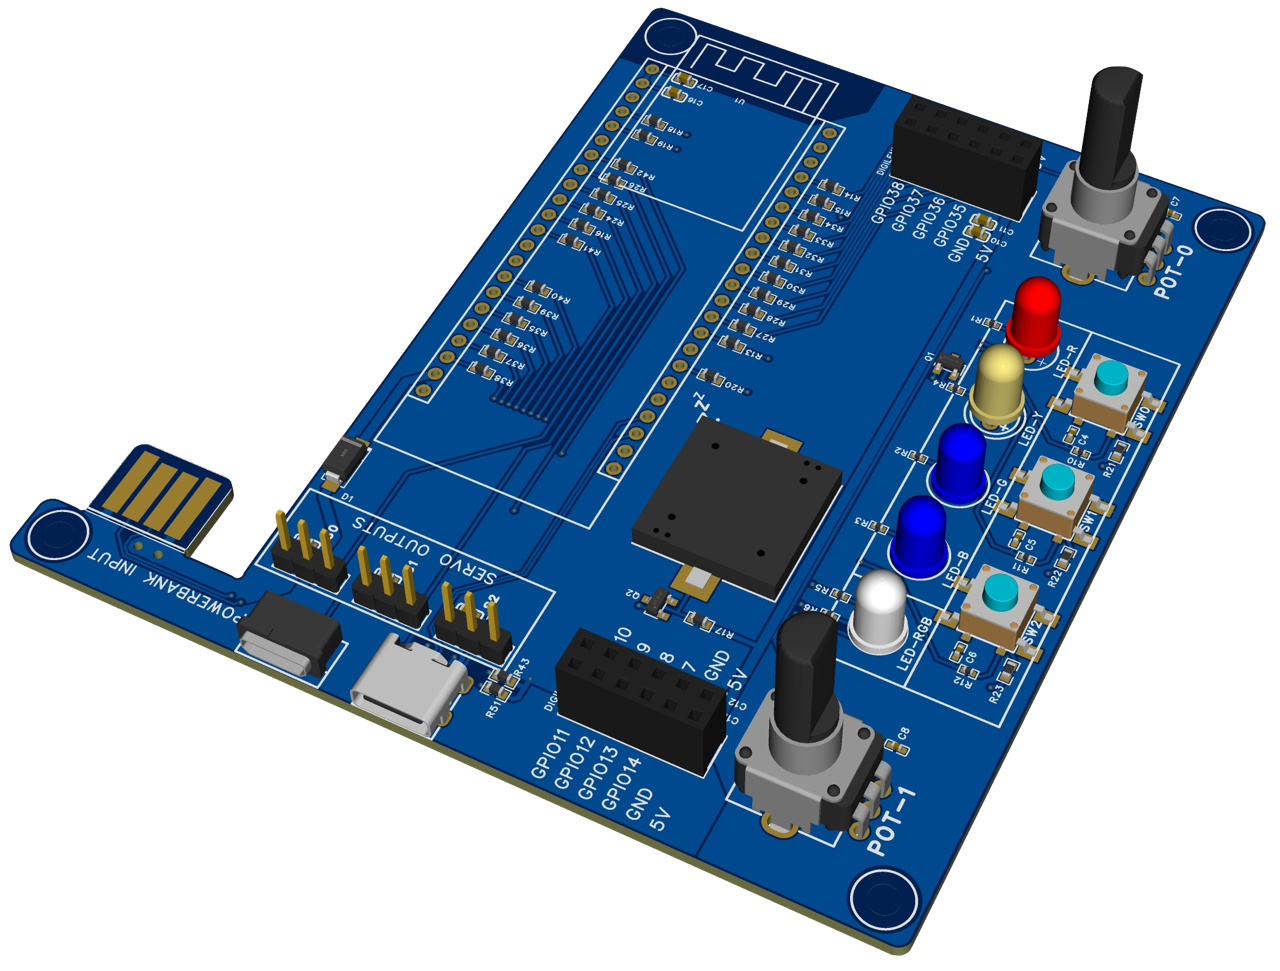 C17
C16
U1
R18
R19
R42
R26
R25
R24
R16
R41
R40
R39
R35
R36
R37
R38
R14
R15
R34
R33
R32
R31
R30
R29
R28
R27
R13
R20
GPIO38
GPIO37
GPIO36
GPIO35
GND
5V
C11
C10
C7
POT-0
R1
LED-R
Q1
R4
LED-Y
SW0
C4
R10
R21
R2
LED-G
SW1
C5
R11
R22
R3
LED-B
SW2
C6
R12
R23
R5
R6
LED-RGB
D1
SERVO OUTPUTS
POWERBANK INPUT
Q2
R17
R43
R51
10
9
8
7
GND
5V
C12
GPIO11
GPIO12
GPIO13
GPIO14
GND
5V
C8
POT-1